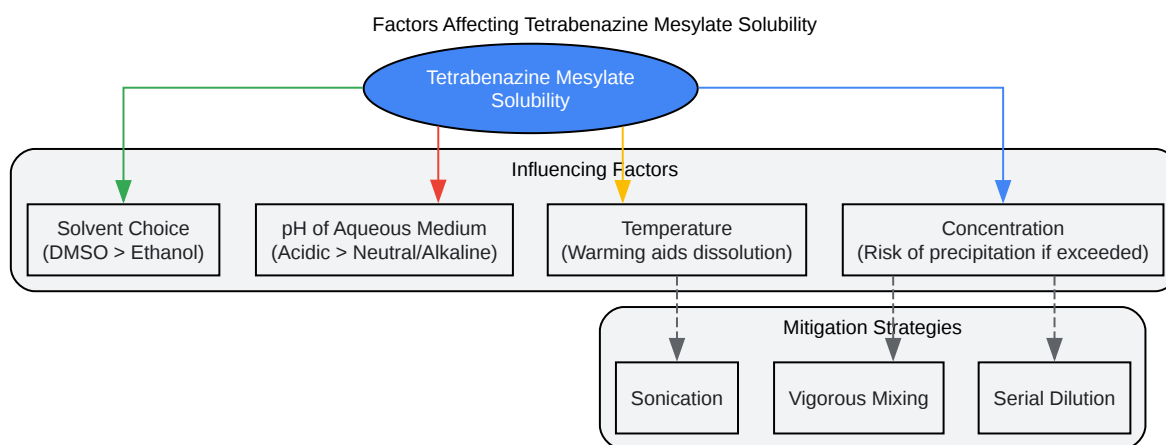 Factors Affecting Tetrabenazine Mesylate Solubility
Tetrabenazine Mesylate
Solubility
Influencing Factors
Solvent Choice
(DMSO > Ethanol)
pH of Aqueous Medium
(Acidic > Neutral/Alkaline)
Temperature
(Warming aids dissolution)
Concentration
(Risk of precipitation if exceeded)
Mitigation Strategies
Sonication
Vigorous Mixing
Serial Dilution